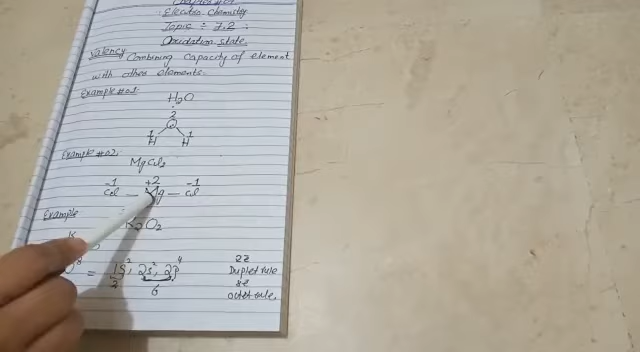 Electro chemistry
Topic ÷ 7.2 :
Oxidation state.
Valency Combining Capacity of element
with other elements.
Example #01:
H₂O
2
O
1 1
H H
Example #02:
MgCl₂
-1 +2 -1
Cl — Mg — Cl
Example
K₂O₂
= 1S², 2s², 2p⁴
2 6
2e
Duplet rule
8e
octet rule.